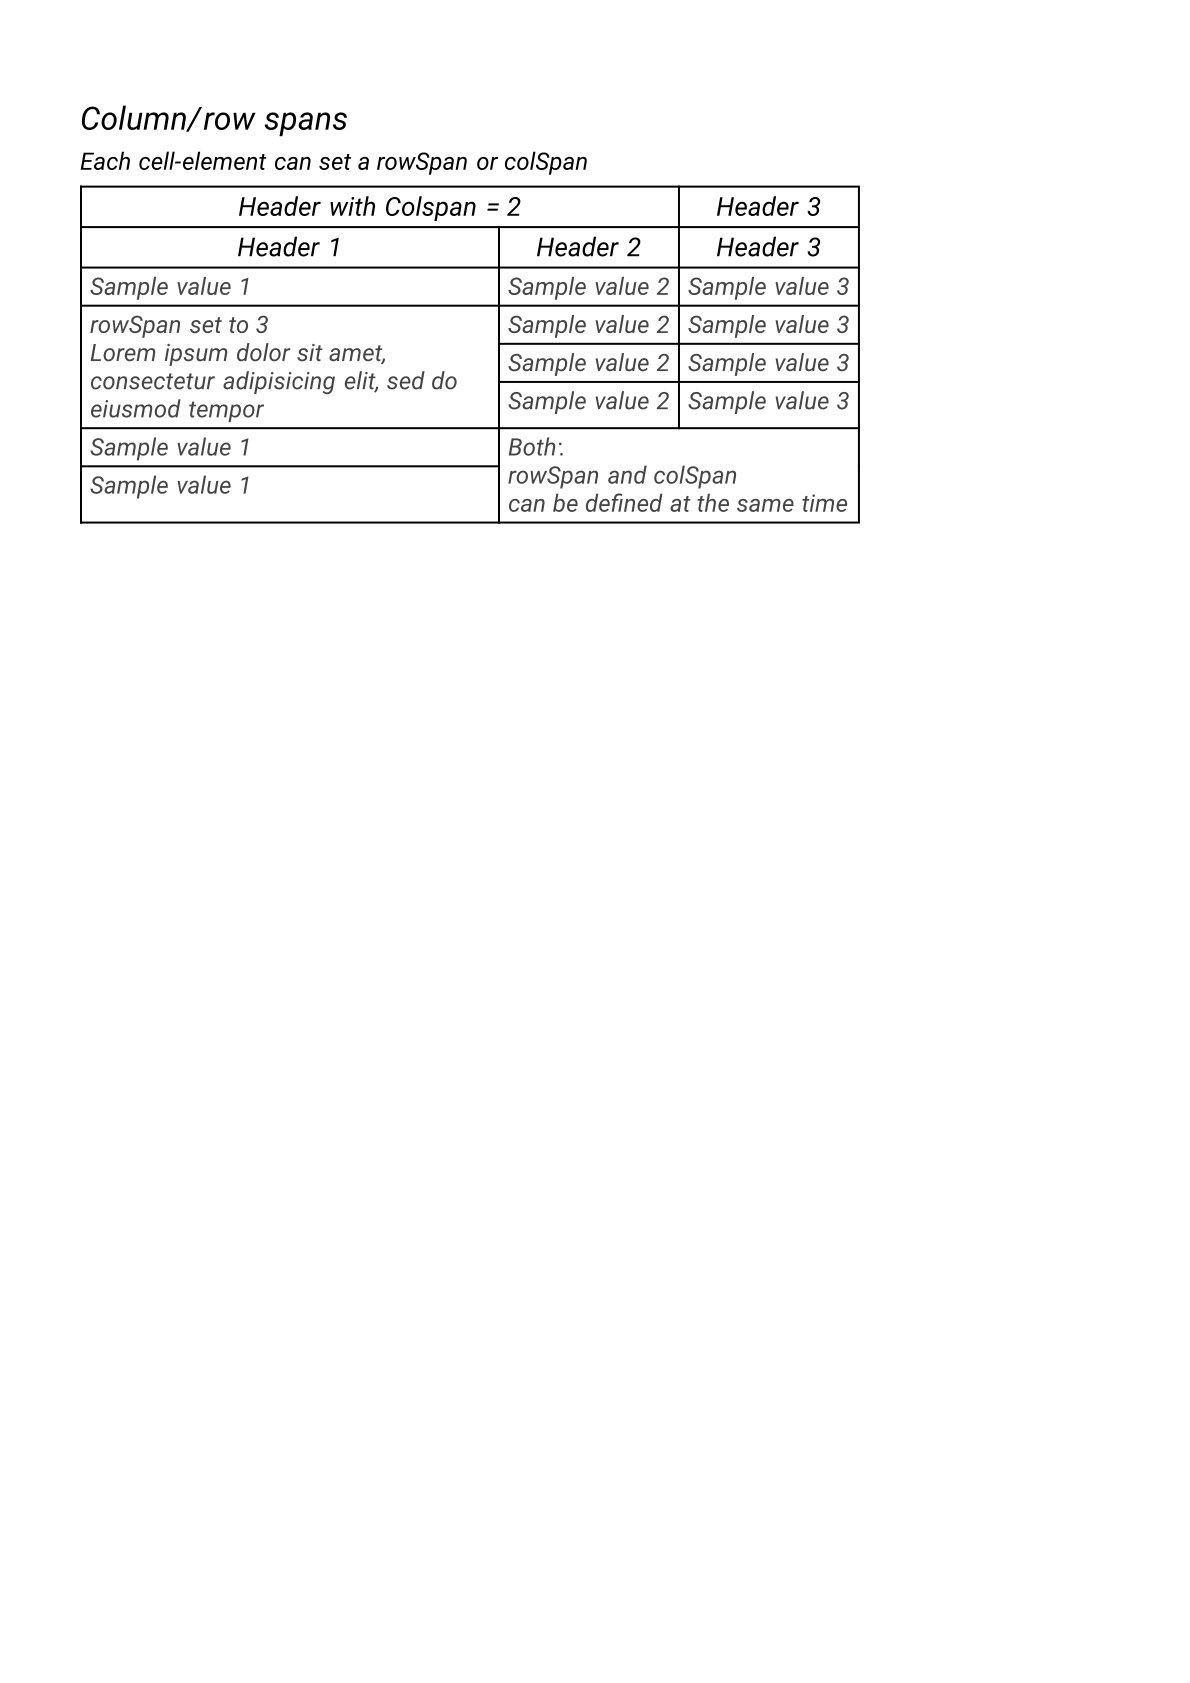 Column/row spans
Each cell-element can set a rowSpan or colSpan
Header with Colspan = 2 Header 3
Header 1 Header 2 Header 3
Sample value 1 Sample value 2 Sample value 3
rowSpan set to 3
Lorem ipsum dolor sit amet,
consectetur adipisicing elit, sed do
eiusmod tempor
Sample value 2 Sample value 3
Sample value 2 Sample value 3
Sample value 2 Sample value 3
Sample value 1
Both:
rowSpan and colSpan
can be defined at the same time
Sample value 1